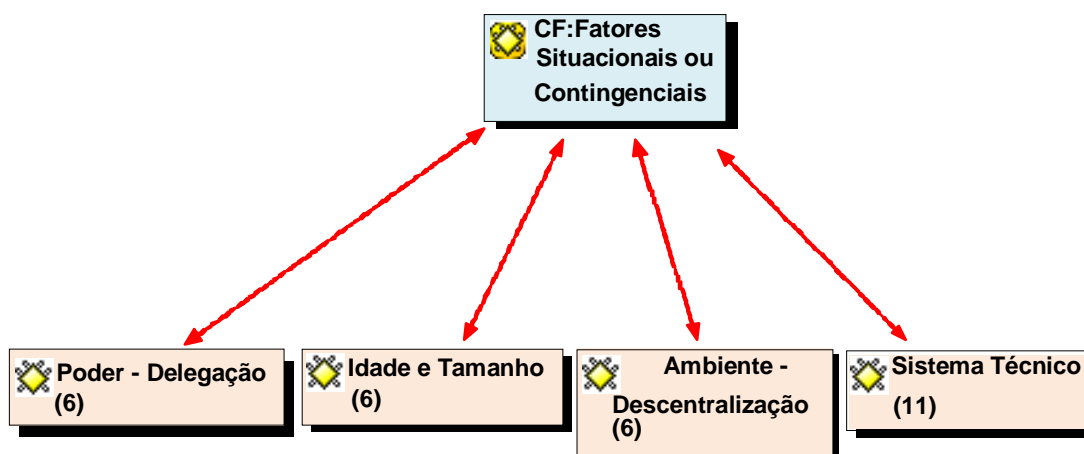 CF:Fatores
Situacionais ou
Contingenciais
Poder - Delegação
(6)
Idade e Tamanho
(6)
Ambiente -
Descentralização
(6)
Sistema Técnico
(11)